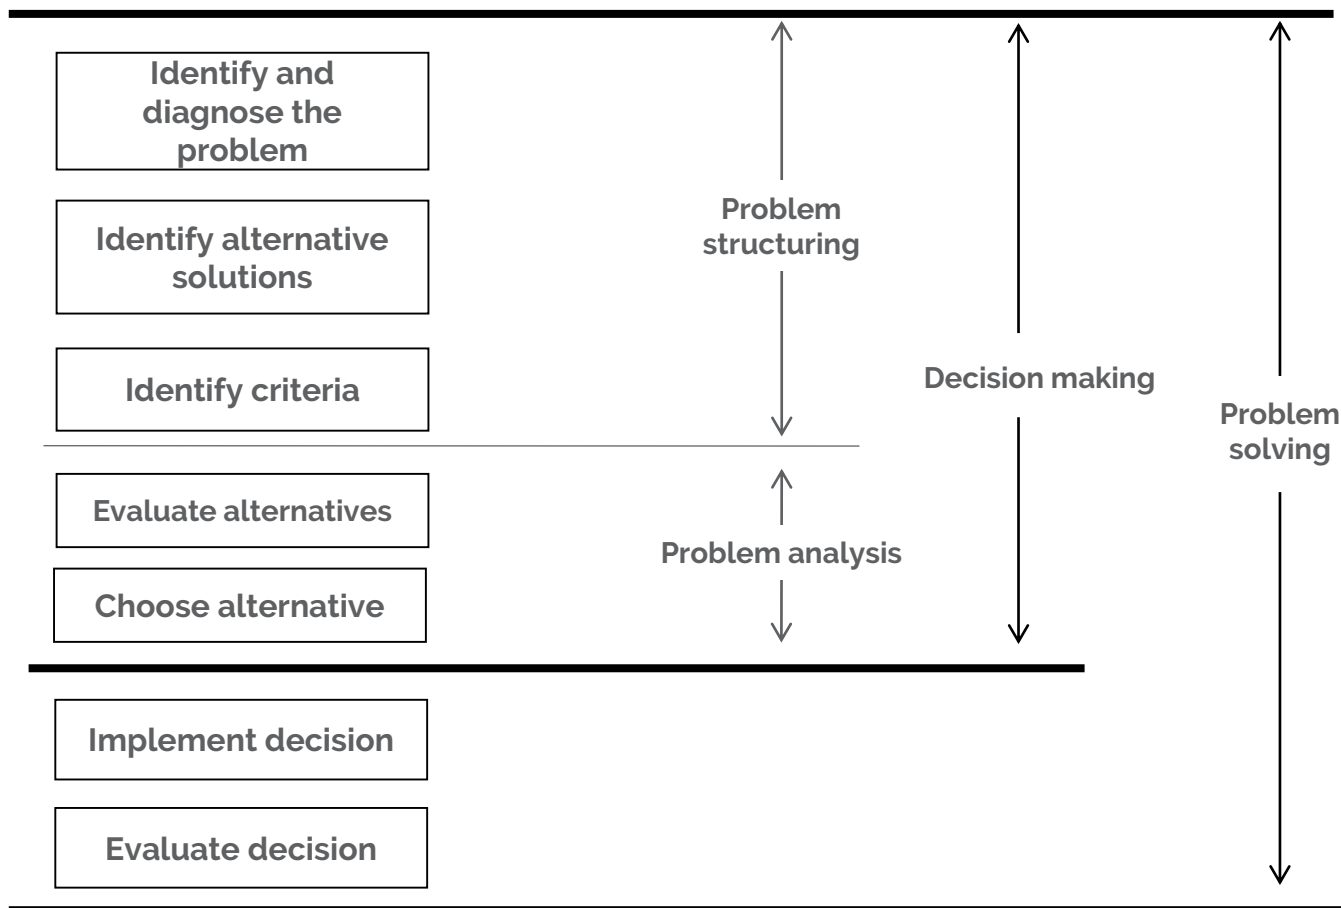 Identify and
diagnose the
problem
Identify alternative
solutions
Identify criteria
Evaluate alternatives
Choose alternative
Implement decision
Evaluate decision
Problem
structuring
Problem analysis
Decision making
Problem
solving